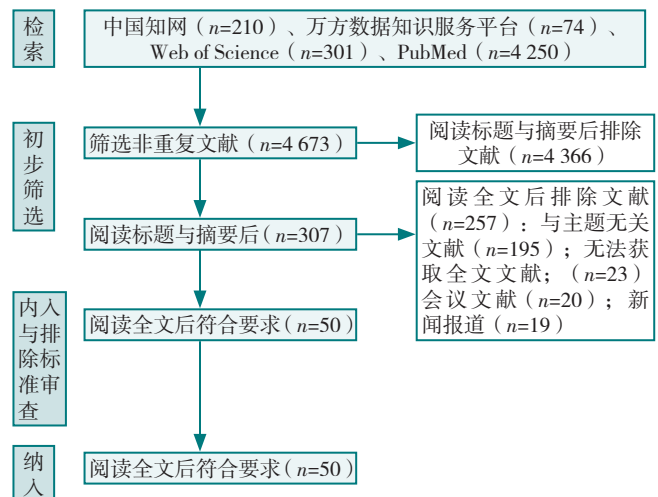 检
索
中国知网（n=210）、万方数据知识服务平台（n=74）、
Web of Science（n=301）、PubMed（n=4 250）
初
步
筛
选
筛选非重复文献（n=4 673）
阅读标题与摘要后排除
文献（n=4 366）
阅读标题与摘要后（n=307）
阅读全文后排除文献
（n=257）：与主题无关
文献（n=195）；无法获
取全文文献；（n=23）
会议文献（n=20）；新
闻报道（n=19）
内入
与排
除标
准审
查
阅读全文后符合要求（n=50）
纳
入
阅读全文后符合要求（n=50）